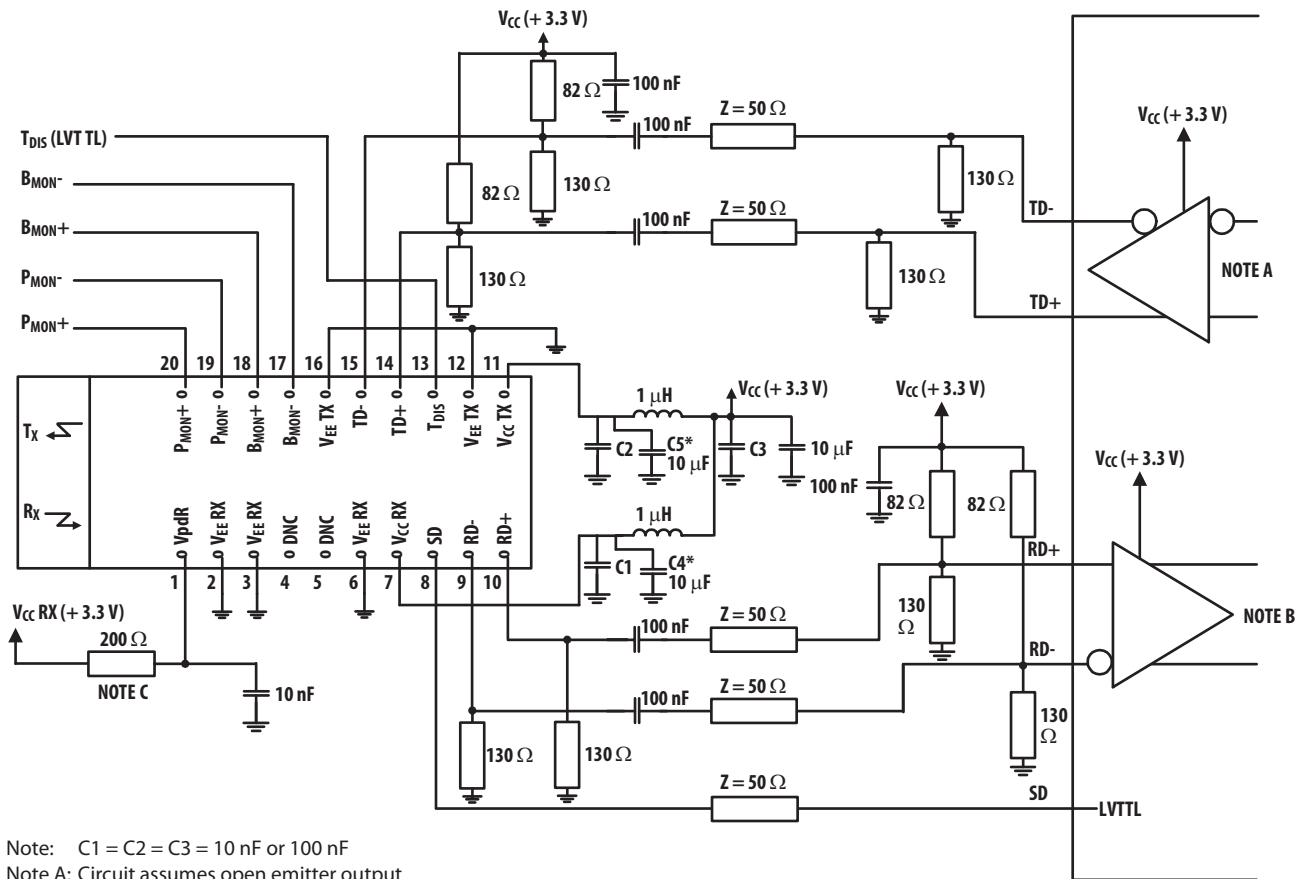 VCC (+ 3.3 V)
82 Ω
100 nF
TDIS (LVT TL)
100 nF
Z = 50 Ω
VCC (+ 3.3 V)
BMON-
82 Ω
130 Ω
130 Ω
TD-
BMON+
100 nF
Z = 50 Ω
NOTE A
PMON-
130 Ω
130 Ω
TD+
PMON+
20 19 18 17 16 15 14 13 12 11
TX
PMON+
PMON-
BMON+
BMON-
VEE TX
TD-
TD+
TDIS
VEE TX
VCC TX
1 μH
VCC (+ 3.3 V)
VCC (+ 3.3 V)
C2
C5*
10 μF
C3
10 μF
VCC (+ 3.3 V)
100 nF
82 Ω
82 Ω
RX
VpdR
VEE RX
VEE RX
DNC
DNC
VEE RX
VCC RX
SD
RD-
RD+
1 μH
C1
C4*
10 μF
RD+
1 2 3 4 5 6 7 8 9 10
VCC RX (+ 3.3 V)
200 Ω
NOTE C
10 nF
100 nF
Z = 50 Ω
130
Ω
NOTE B
RD-
100 nF
Z = 50 Ω
130 Ω
130 Ω
130
Ω
Z = 50 Ω
SD
LVTTL
Note: C1 = C2 = C3 = 10 nF or 100 nF
Note A: Circuit assumes open emitter output